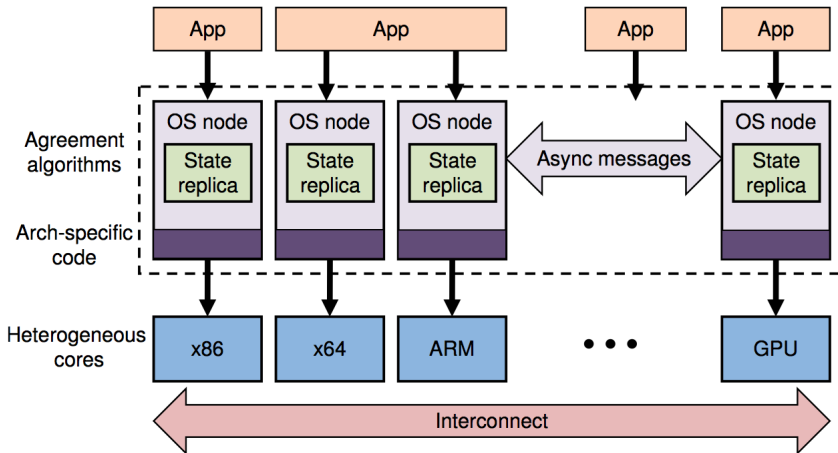 App
App
App
App
OS node
OS node
OS node
OS node
Agreement
algorithms
State
replica
State
replica
State
replica
Async messages
State
replica
Arch-specific
code
Heterogeneous
cores
x86
x64
ARM
GPU
Interconnect